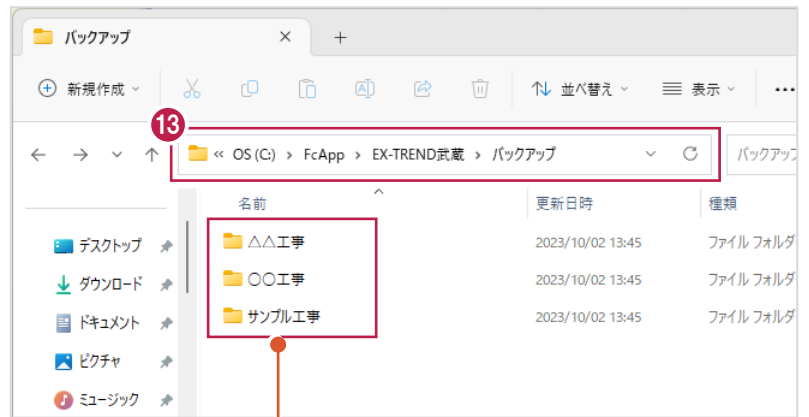 バックアップ
新規作成
並べ替え
表示
13
« OS (C:) › FcApp › EX-TREND武蔵 › バックアップ
バックアップ
名前
更新日時
種類
デスクトップ
△△工事
2023/10/02 13:45
ファイル フォルダ
ダウンロード
○○工事
2023/10/02 13:45
ファイル フォルダ
ドキュメント
サンプル工事
2023/10/02 13:45
ファイル フォルダ
ピクチャ
ミュージック